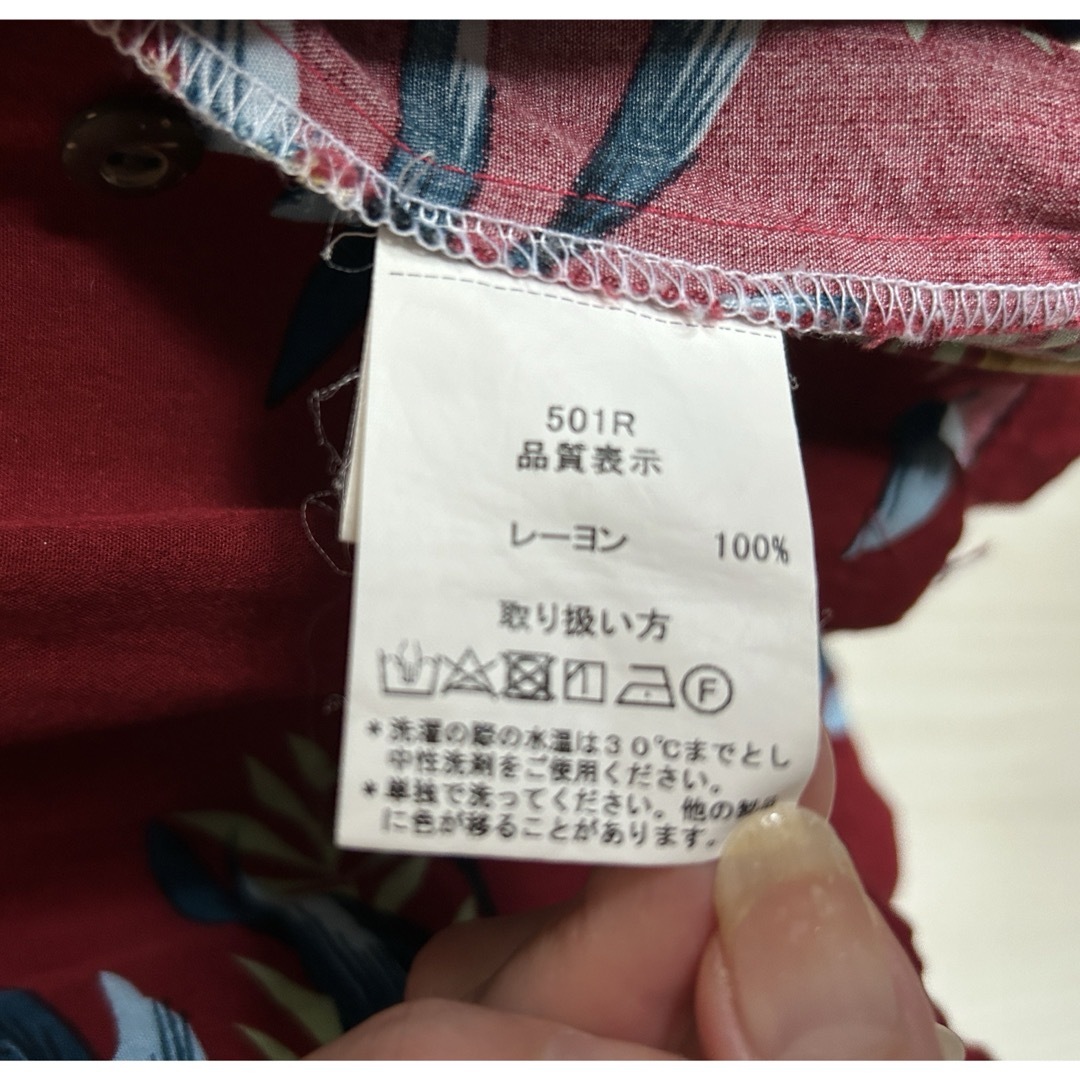 501R
品質表示
レーヨン 100%
取り扱い方
F
*洗濯の際の水温は30℃までとし
中性洗剤をご使用ください。
*単独で洗ってください。他の製品
に色が移ることがあります。